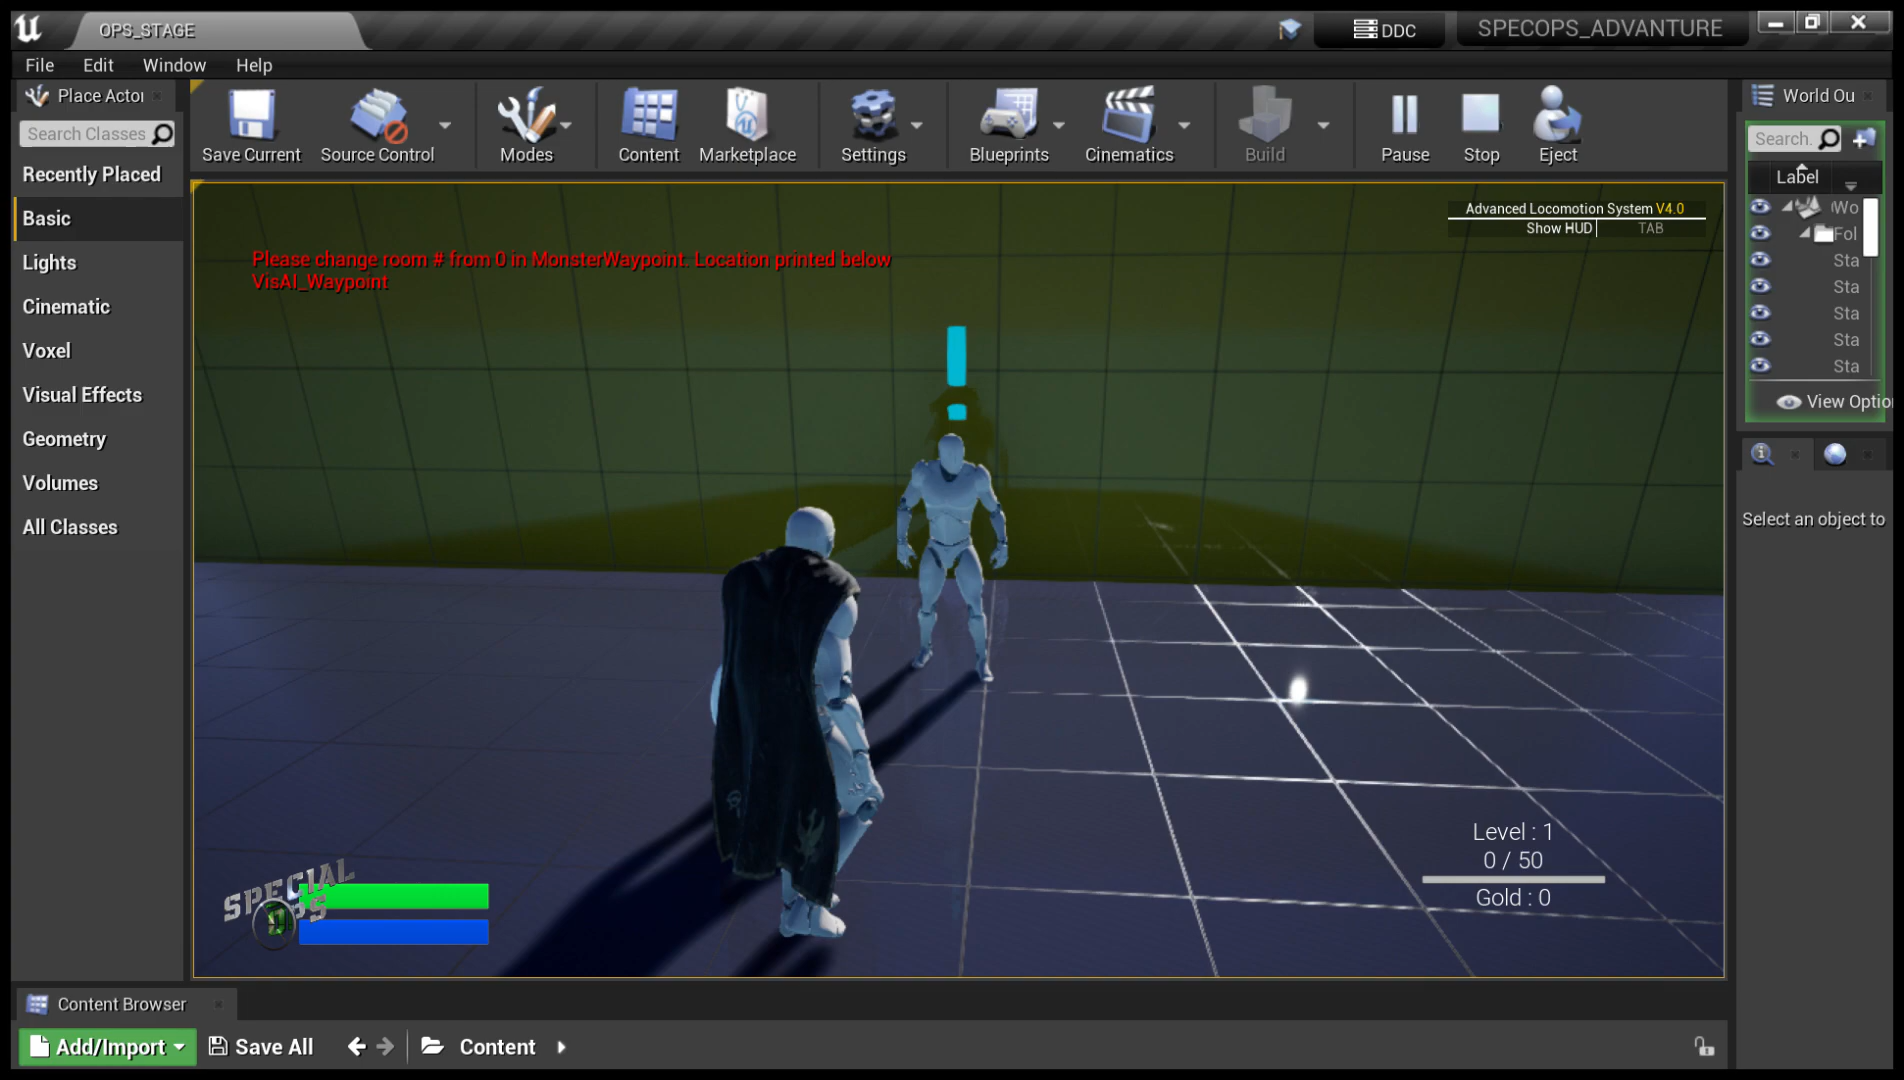 OPS_STAGE
DDC
SPECOPS_ADVANTURE
File Edit Window Help
Place Actor
Search Classes
Recently Placed
Basic
Lights
Cinematic
Voxel
Visual Effects
Geometry
Volumes
All Classes
Save Current Source Control Modes Content Marketplace Settings Blueprints Cinematics Build Pause Stop Eject
Please change room # from 0 in MonsterWaypoint. Location printed below
VisAI_Waypoint
Advanced Locomotion System V4.0
Show HUD TAB
SPECIAL
OPS
Level : 1
0 / 50
Gold : 0
World Ou
Search.
Label
Wo
Fol
Sta
Sta
Sta
Sta
Sta
View Optio
Select an object to
Content Browser
Add/Import Save All Content